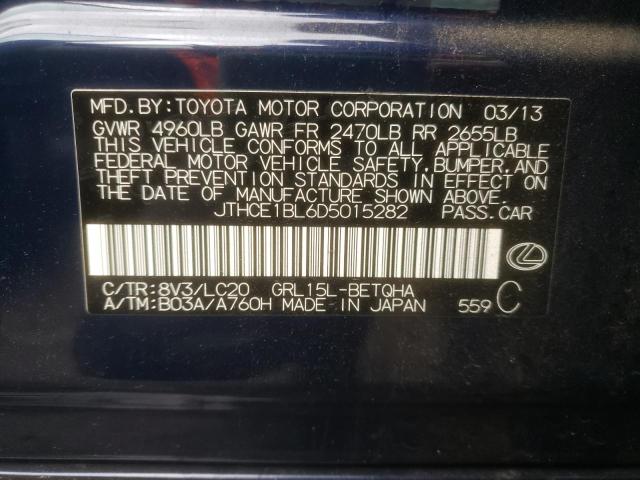 MFD.BY:TOYOTA MOTOR CORPORATION 03/13
GVWR 4960LB GAWR FR 2470LB RR 2655LB
THIS VEHICLE CONFORMS TO ALL APPLICABLE
FEDERAL MOTOR VEHICLE SAFETY,BUMPER,AND
THEFT PREVENTION STANDARDS IN EFFECT ON
THE DATE OF MANUFACTURE SHOWN ABOVE.
JTHCE1BL6D5015282 PASS.CAR
C/TR:8V3/LC20 GRL15L-BETQHA
A/TM:B03A/A760H MADE IN JAPAN 559 C